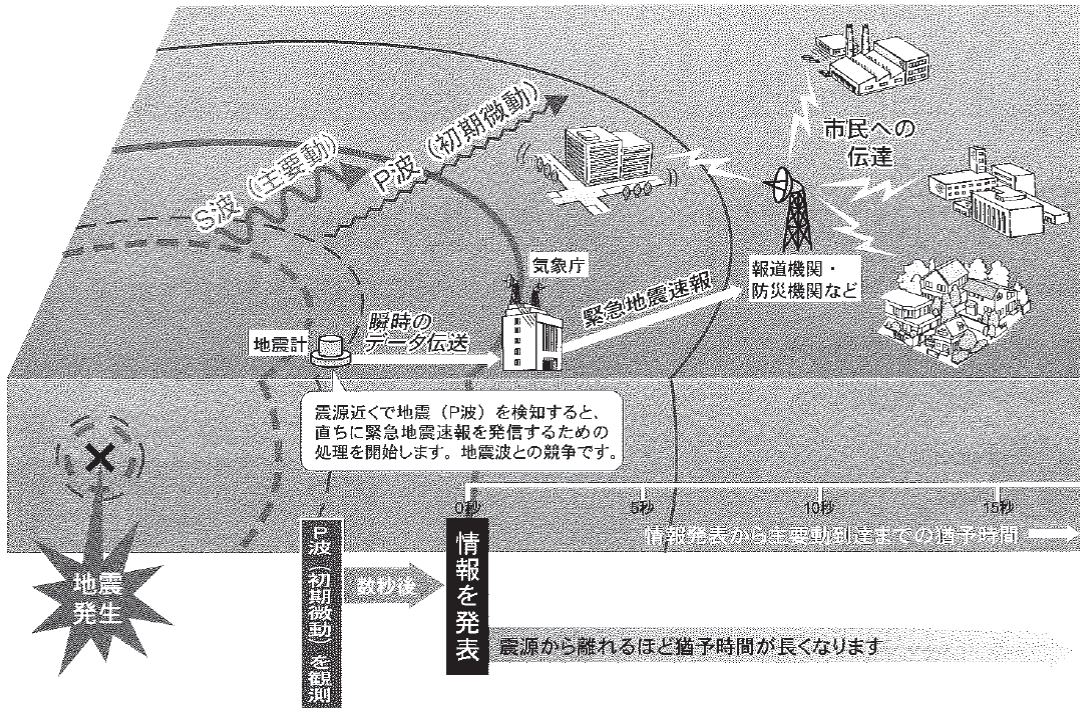 市民への
伝達
P波（初期微動）
S波（主要動）
気象庁
報道機関・
防災機関など
緊急地震速報
瞬時の
データ伝送
地震計
震源近くで地震（P波）を検知すると、
直ちに緊急地震速報を発信するための
処理を開始します。地震波との競争です。
0秒
5秒
10秒
15秒
情報発表から主要動到達までの猶予時間
地震
発生
P波（初期微動）を観測
数秒後
情報を発表
震源から離れるほど猶予時間が長くなります